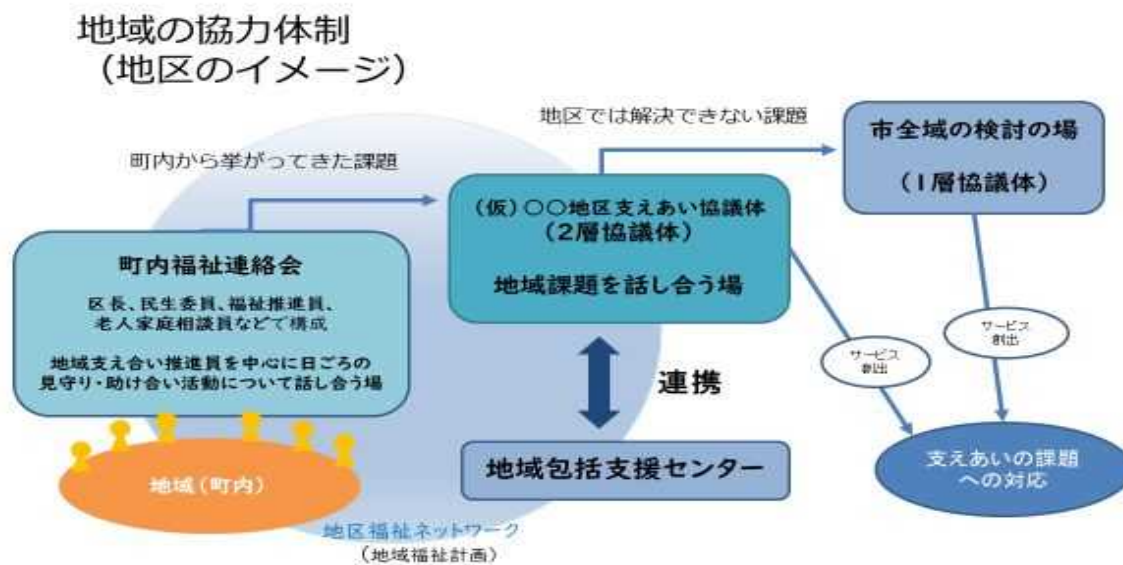 地域の協力体制
（地区のイメージ）
地区では解決できない課題
市全域の検討の場
（1層協議体）
町内から挙がってきた課題
（仮）〇〇地区支えあい協議体
（2層協議体）
地域課題を話し合う場
町内福祉連絡会
区長、民生委員、福祉推進員、
老人家庭相談員などで構成
地域支え合い推進員を中心に日ごろの
見守り・助け合い活動について話し合う場
サービス
創出
サービス
創出
連携
地域包括支援センター
支えあいの課題
への対応
地域（町内）
地区福祉ネットワーク
（地域福祉計画）